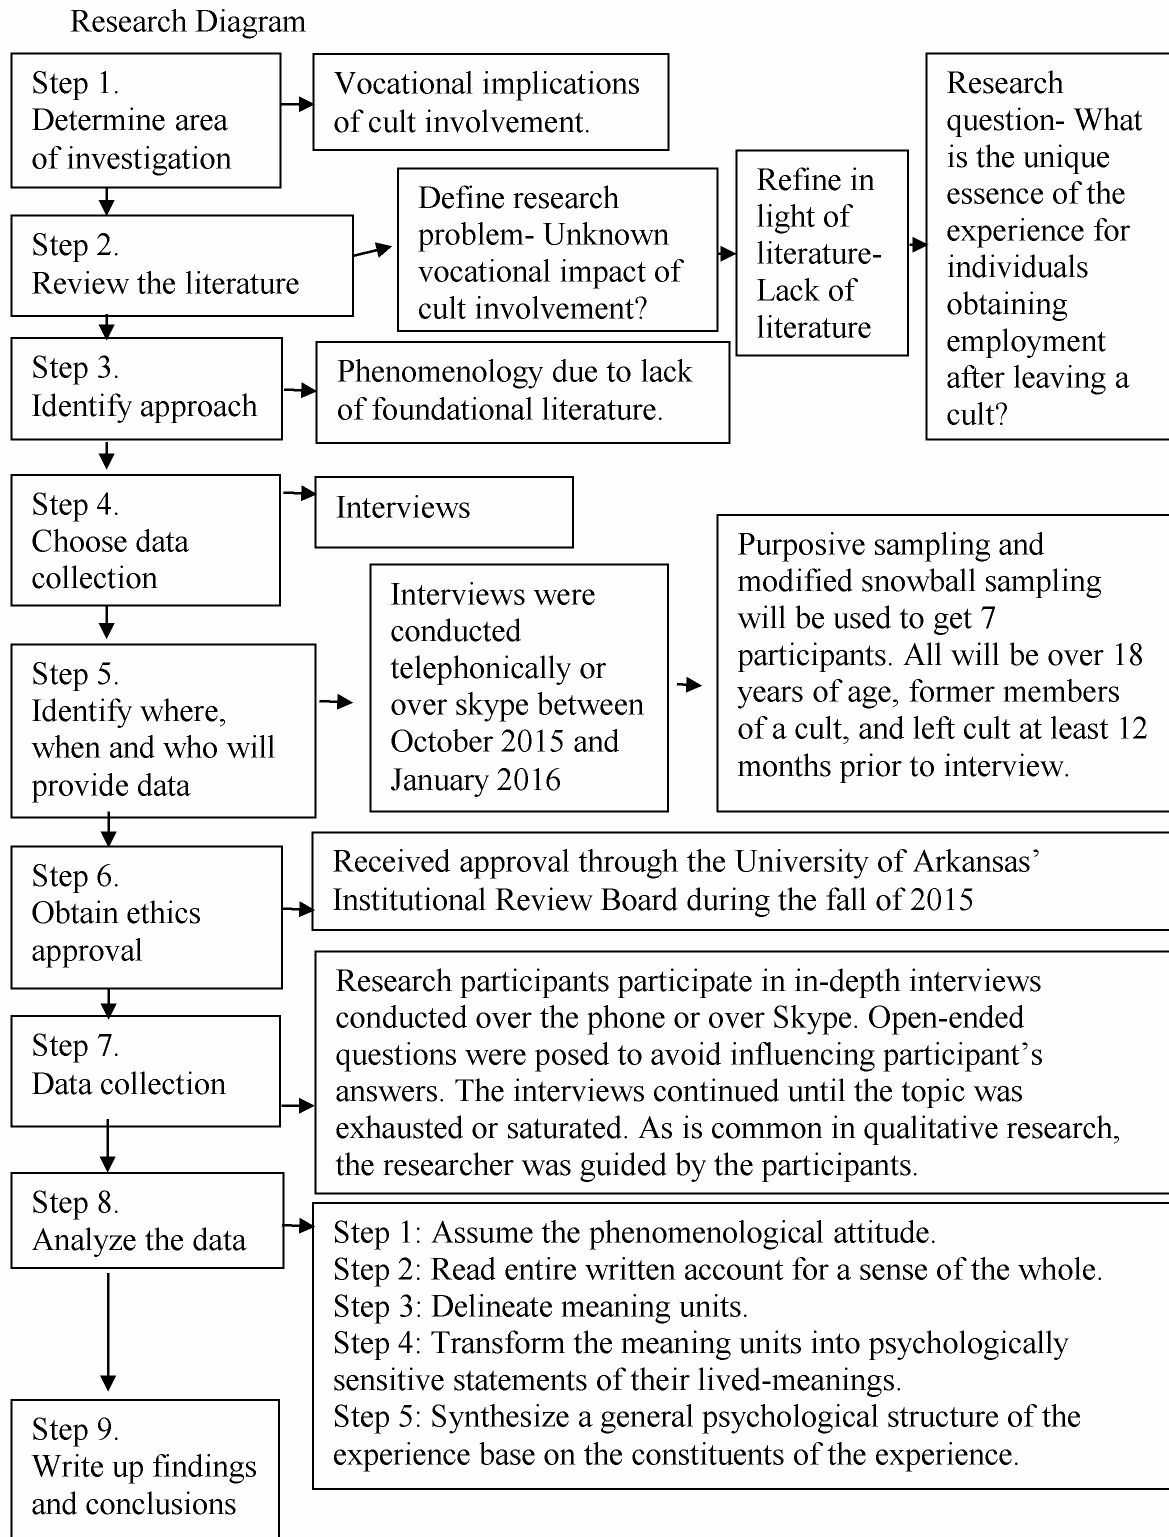 Research Diagram
Step 1.
Determine area
of investigation
Vocational implications
of cult involvement.
Step 2.
Review the literature
Define research
problem- Unknown
vocational impact of
cult involvement?
Refine in
light of
literature-
Lack of
literature
Research
question- What
is the unique
essence of the
experience for
individuals
obtaining
employment
after leaving a
cult?
Step 3.
Identify approach
Phenomenology due to lack
of foundational literature.
Step 4.
Choose data
collection
Interviews
Step 5.
Identify where,
when and who will
provide data
Interviews were
conducted
telephonically or
over skype between
October 2015 and
January 2016
Purposive sampling and
modified snowball sampling
will be used to get 7
participants. All will be over 18
years of age, former members
of a cult, and left cult at least 12
months prior to interview.
Step 6.
Obtain ethics
approval
Received approval through the University of Arkansas’
Institutional Review Board during the fall of 2015
Step 7.
Data collection
Research participants participate in in-depth interviews
conducted over the phone or over Skype. Open-ended
questions were posed to avoid influencing participant’s
answers. The interviews continued until the topic was
exhausted or saturated. As is common in qualitative research,
the researcher was guided by the participants.
Step 8.
Analyze the data
Step 1: Assume the phenomenological attitude.
Step 2: Read entire written account for a sense of the whole.
Step 3: Delineate meaning units.
Step 4: Transform the meaning units into psychologically
sensitive statements of their lived-meanings.
Step 5: Synthesize a general psychological structure of the
experience base on the constituents of the experience.
Step 9.
Write up findings
and conclusions